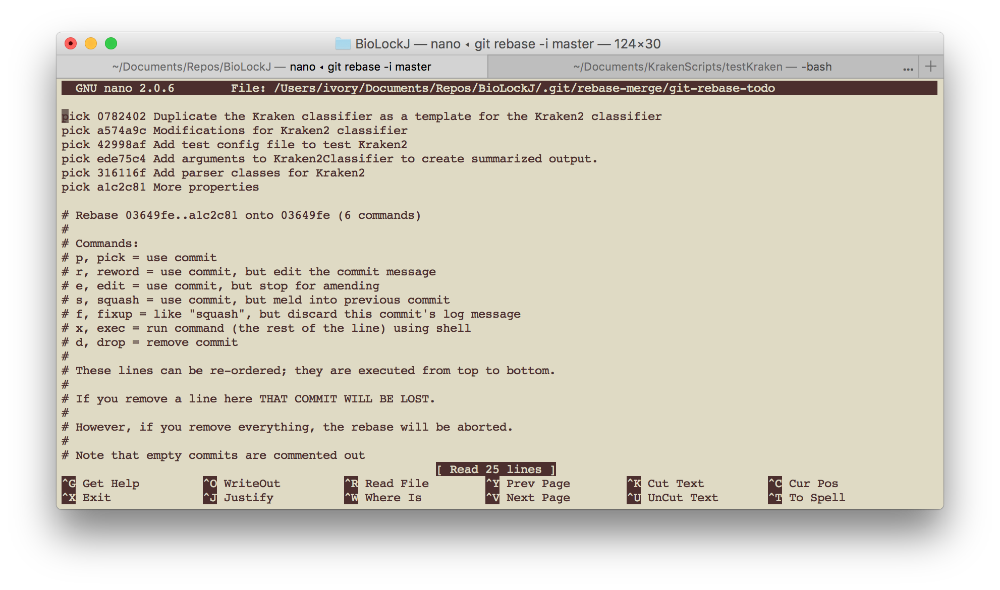 BioLockJ — nano ◂ git rebase -i master — 124×30
~/Documents/Repos/BioLockJ — nano ◂ git rebase -i master ~/Documents/KrakenScripts/testKraken — -bash ... +
GNU nano 2.0.6 File: /Users/ivory/Documents/Repos/BioLockJ/.git/rebase-merge/git-rebase-todo
pick 0782402 Duplicate the Kraken classifier as a template for the Kraken2 classifier
pick a574a9c Modifications for Kraken2 classifier
pick 42998af Add test config file to test Kraken2
pick ede75c4 Add arguments to Kraken2Classifier to create summarized output.
pick 316116f Add parser classes for Kraken2
pick a1c2c81 More properties
# Rebase 03649fe..a1c2c81 onto 03649fe (6 commands)
#
# Commands:
# p, pick = use commit
# r, reword = use commit, but edit the commit message
# e, edit = use commit, but stop for amending
# s, squash = use commit, but meld into previous commit
# f, fixup = like "squash", but discard this commit's log message
# x, exec = run command (the rest of the line) using shell
# d, drop = remove commit
#
# These lines can be re-ordered; they are executed from top to bottom.
#
# If you remove a line here THAT COMMIT WILL BE LOST.
#
# However, if you remove everything, the rebase will be aborted.
#
# Note that empty commits are commented out
[ Read 25 lines ]
^G Get Help ^O WriteOut ^R Read File ^Y Prev Page ^K Cut Text ^C Cur Pos
^X Exit ^J Justify ^W Where Is ^V Next Page ^U UnCut Text ^T To Spell